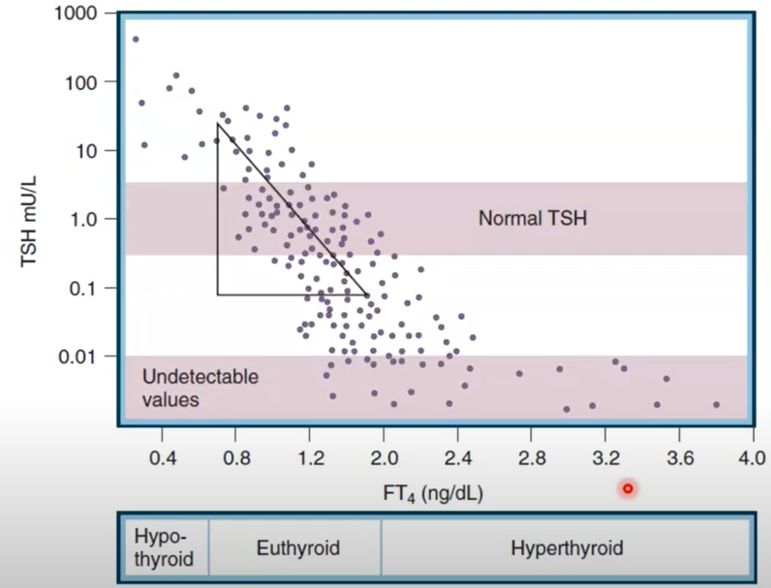 1000
100
10
1.0
0.1
0.01
TSH mU/L
Normal TSH
Undetectable
values
0.4 0.8 1.2 2.0 2.4 2.8 3.2 3.6 4.0
FT4 (ng/dL)
Hypo-
thyroid
Euthyroid
Hyperthyroid